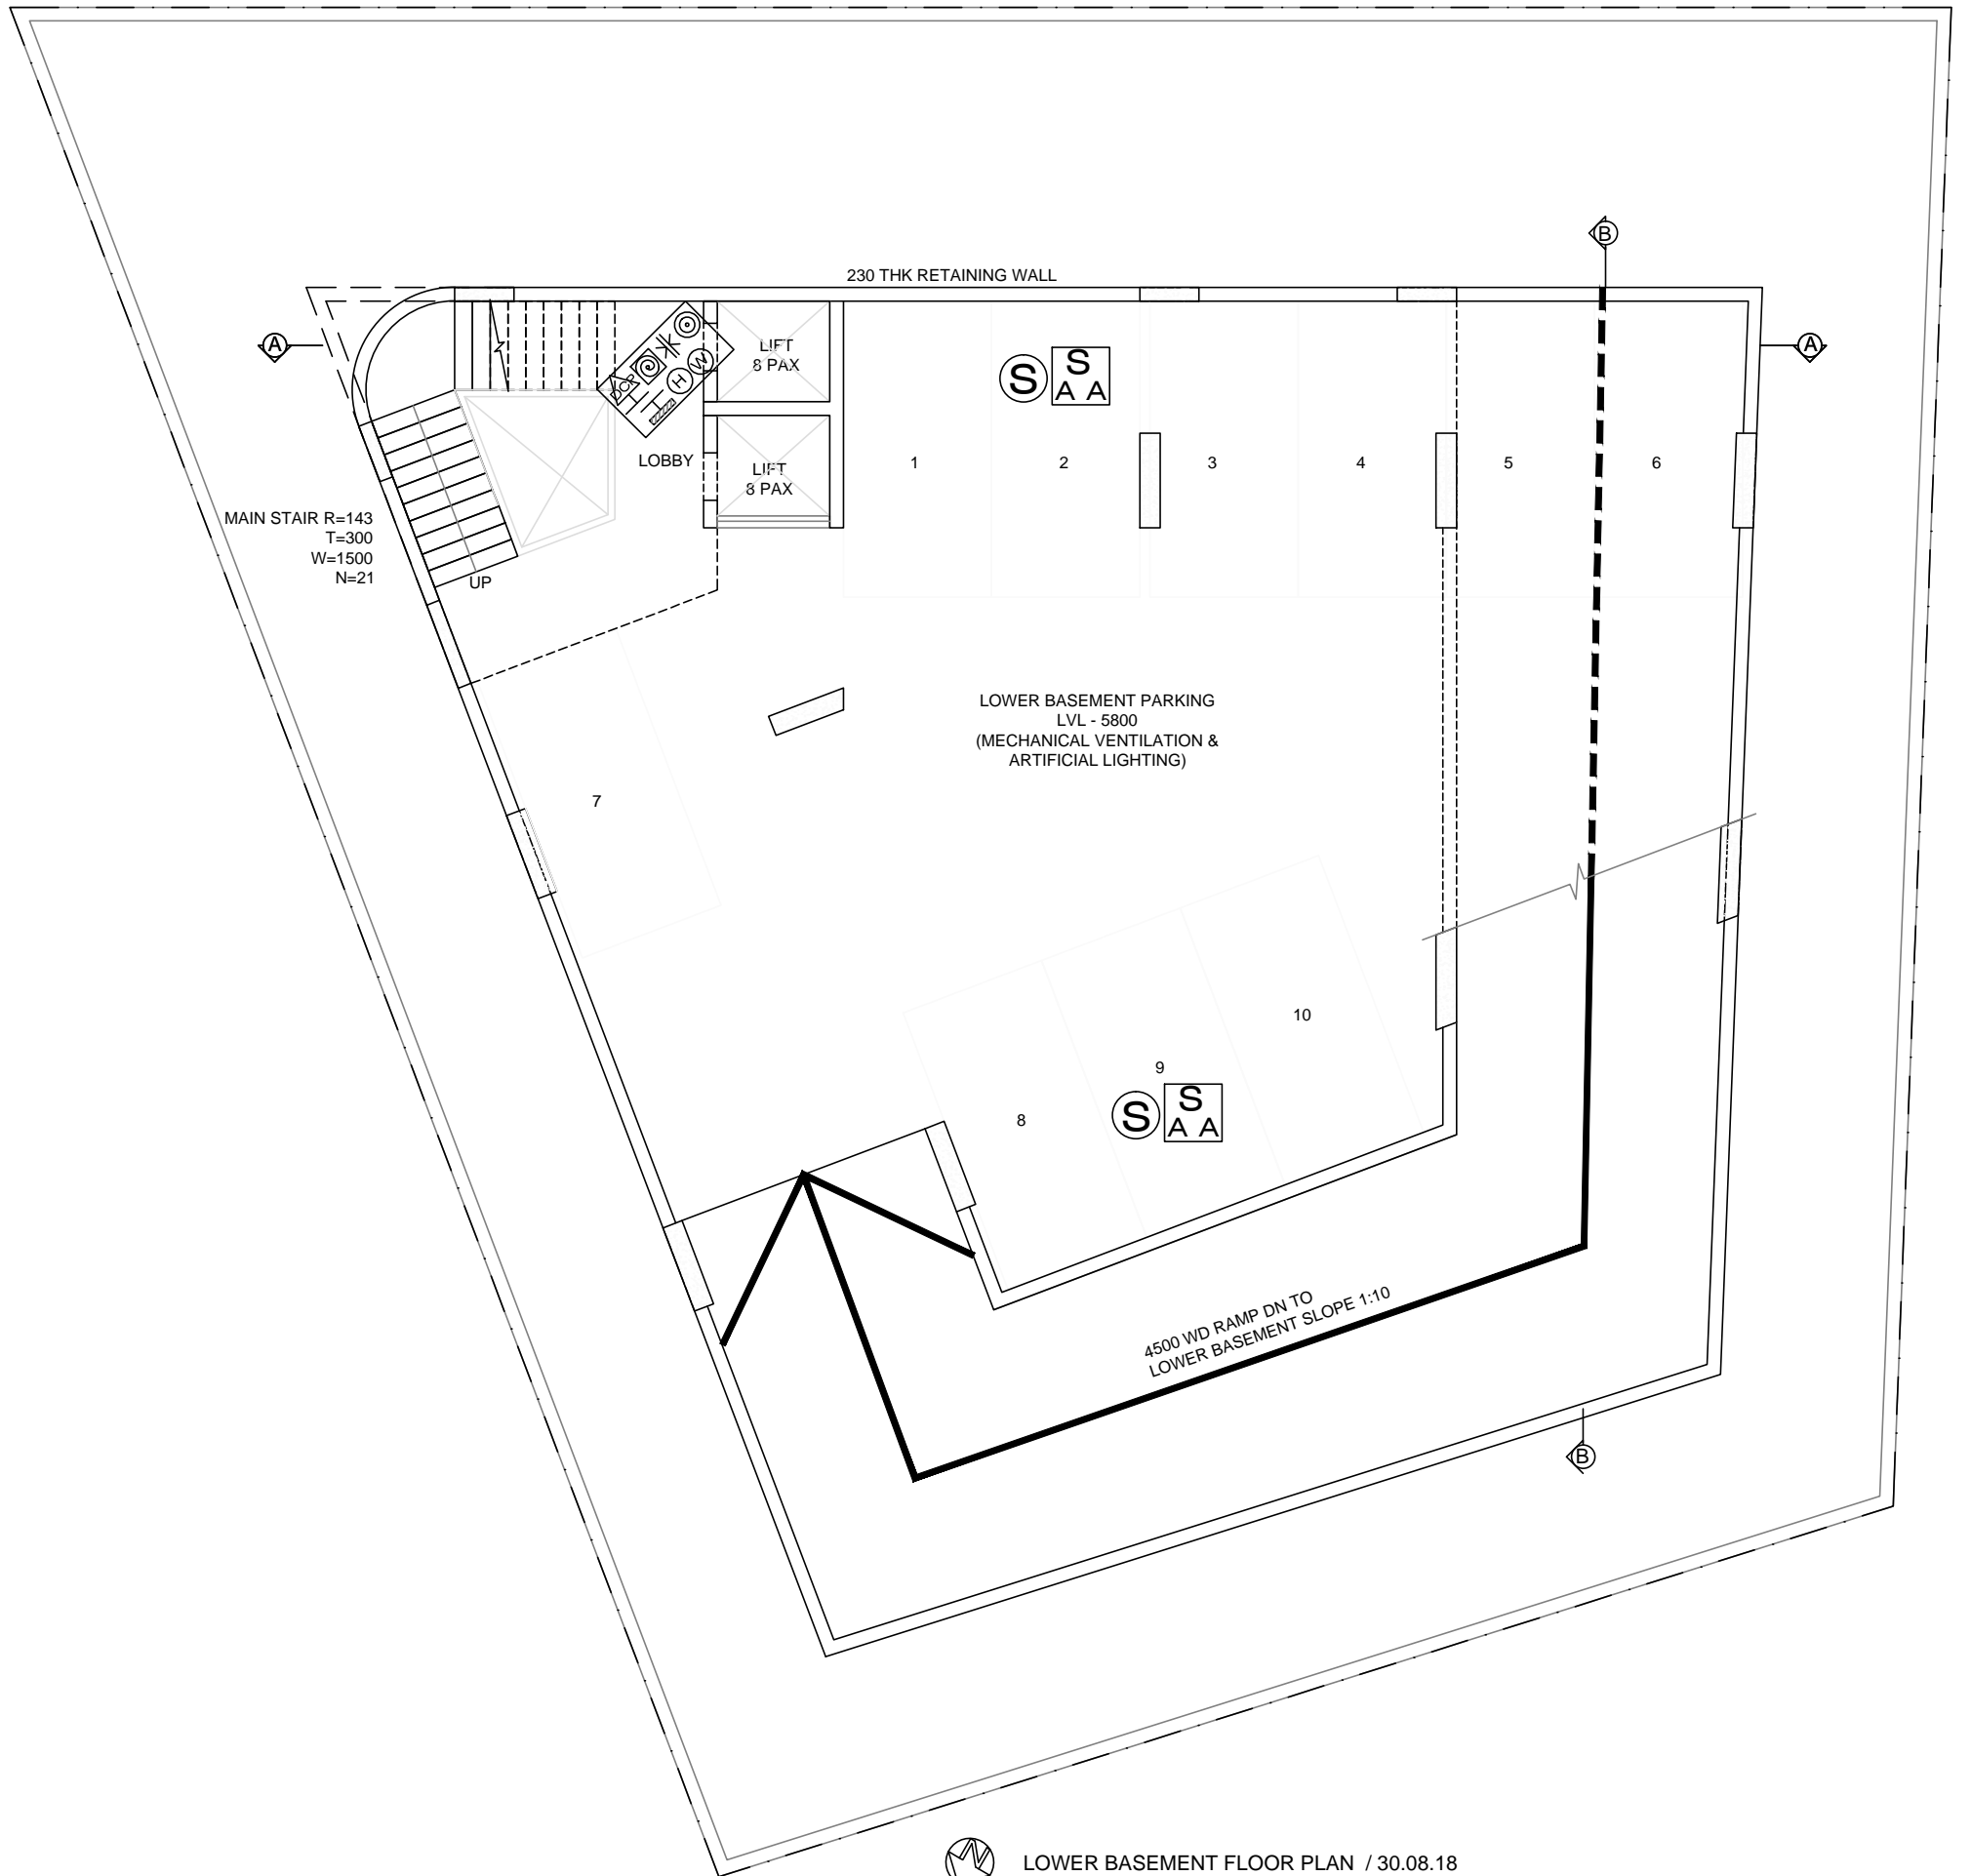 B
230 THK RETAINING WALL
A
A
LIFT
8 PAX
S
S
A A
DCP
H
W
LOBBY
LIFT
8 PAX
1
2
3
4
5
6
MAIN STAIR R=143
T=300
W=1500
N=21
UP
LOWER BASEMENT PARKING
LVL - 5800
(MECHANICAL VENTILATION &
ARTIFICIAL LIGHTING)
7
10
9
8
S
S
A A
4500 WD RAMP DN TO
LOWER BASEMENT SLOPE 1:10
B
N
LOWER BASEMENT FLOOR PLAN / 30.08.18